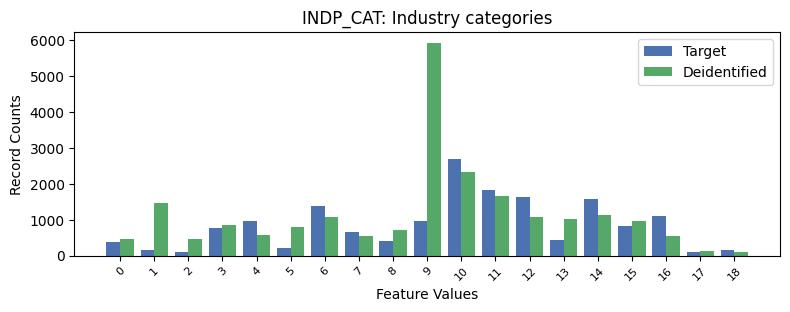 INDP_CAT: Industry categories
Target
Deidentified
Record Counts
6000
5000
4000
3000
2000
1000
0
0 1 2 3 4 5 6 7 8 9 10 11 12 13 14 15 16 17 18
Feature Values